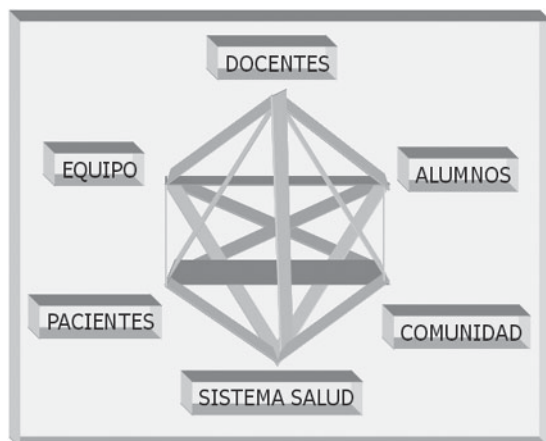 DOCENTES
EQUIPO
ALUMNOS
PACIENTES
COMUNIDAD
SISTEMA SALUD